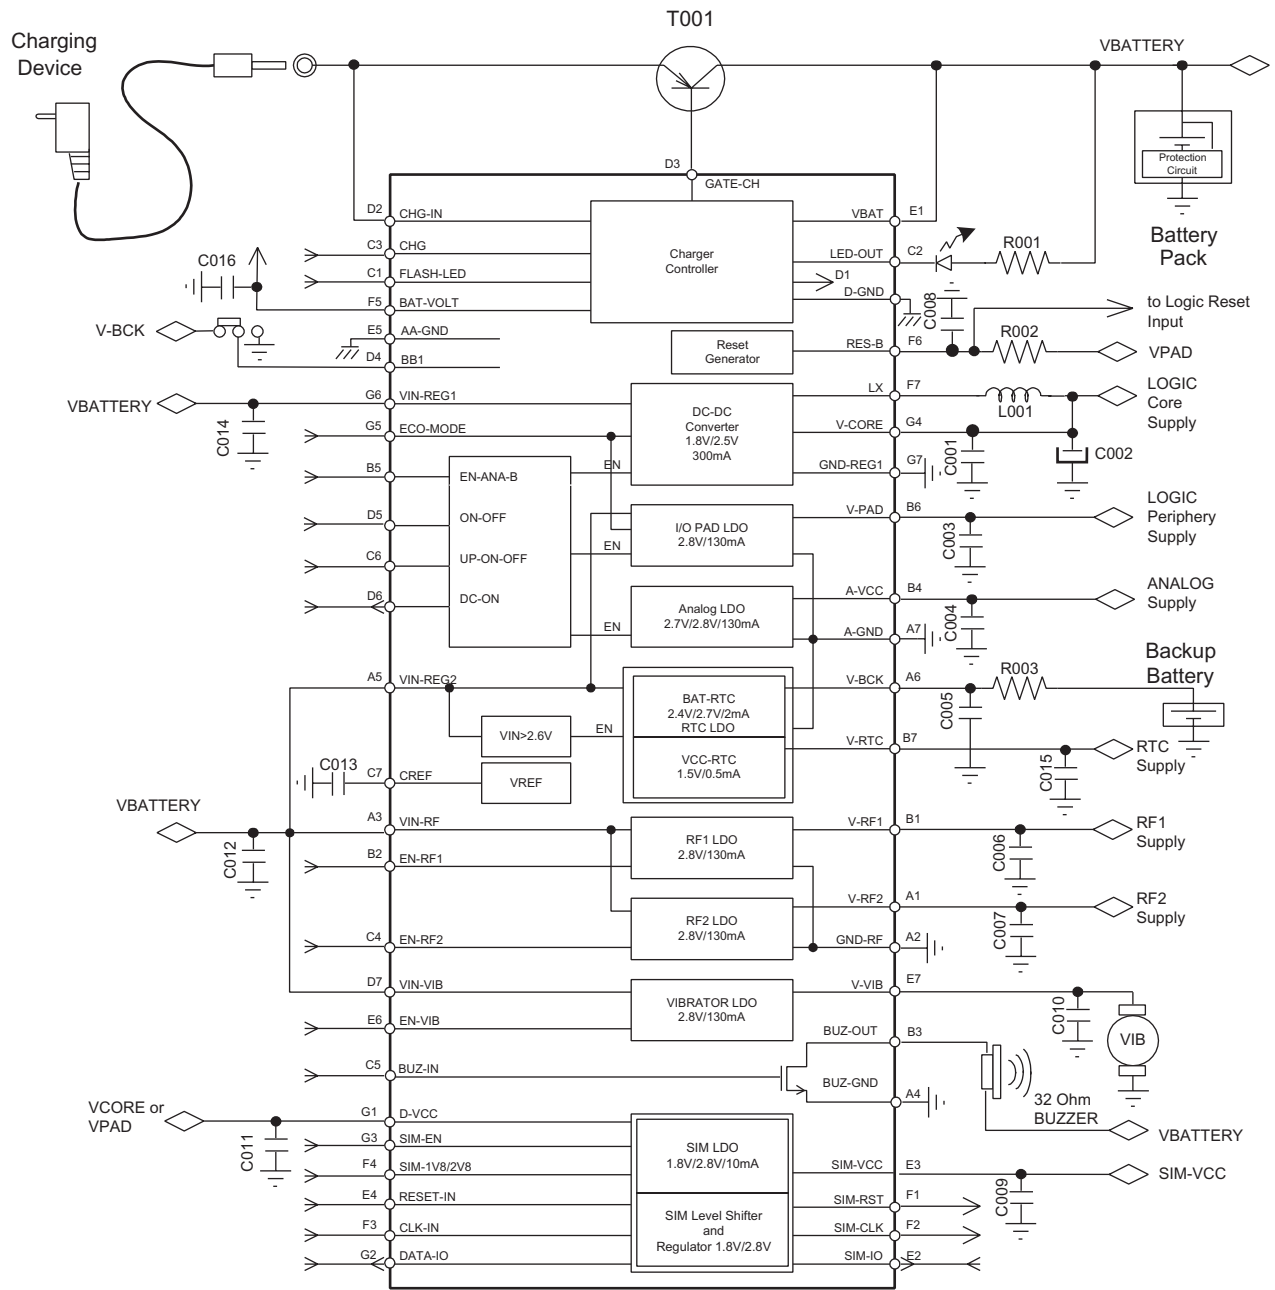 T001
Charging
Device
VBATTERY
Protection
Circuit
Battery
Pack
D3
GATE-CH
D2
CHG-IN
C3
CHG
C1
FLASH-LED
F5
BAT-VOLT
C016
V-BCK
E5
AA-GND
D4
BB1
Charger
Controller
VBAT
E1
LED-OUT
C2
R001
D1
D-GND
C008
to Logic Reset
Input
Reset
Generator
RES-B
F6
R002
VPAD
VBATTERY
C014
G6
VIN-REG1
G5
ECO-MODE
DC-DC
Converter
1.8V/2.5V
300mA
EN
LX
F7
L001
LOGIC
Core
Supply
V-CORE
G4
C001
C002
GND-REG1
G7
B5
EN-ANA-B
D5
ON-OFF
C6
UP-ON-OFF
D6
DC-ON
I/O PAD LDO
2.8V/130mA
EN
V-PAD
B6
C003
LOGIC
Periphery
Supply
Analog LDO
2.7V/2.8V/130mA
EN
A-VCC
B4
C004
ANALOG
Supply
A-GND
A7
A5
VIN-REG2
VIN>2.6V
EN
BAT-RTC
2.4V/2.7V/2mA
RTC LDO
VCC-RTC
1.5V/0.5mA
V-BCK
A6
C005
R003
Backup
Battery
V-RTC
B7
C015
RTC
Supply
C013
C7
CREF
VREF
VBATTERY
C012
A3
VIN-RF
B2
EN-RF1
RF1 LDO
2.8V/130mA
V-RF1
B1
C006
RF1
Supply
C4
EN-RF2
RF2 LDO
2.8V/130mA
V-RF2
A1
C007
RF2
Supply
GND-RF
A2
D7
VIN-VIB
E6
EN-VIB
VIBRATOR LDO
2.8V/130mA
V-VIB
E7
C010
VIB
C5
BUZ-IN
BUZ-OUT
B3
BUZ-GND
A4
32 Ohm
BUZZER
VBATTERY
VCORE or
VPAD
C011
G1
D-VCC
G3
SIM-EN
F4
SIM-1V8/2V8
E4
RESET-IN
F3
CLK-IN
G2
DATA-IO
SIM LDO
1.8V/2.8V/10mA
SIM Level Shifter
and
Regulator 1.8V/2.8V
SIM-VCC
E3
C009
SIM-VCC
SIM-RST
F1
SIM-CLK
F2
SIM-IO
E2